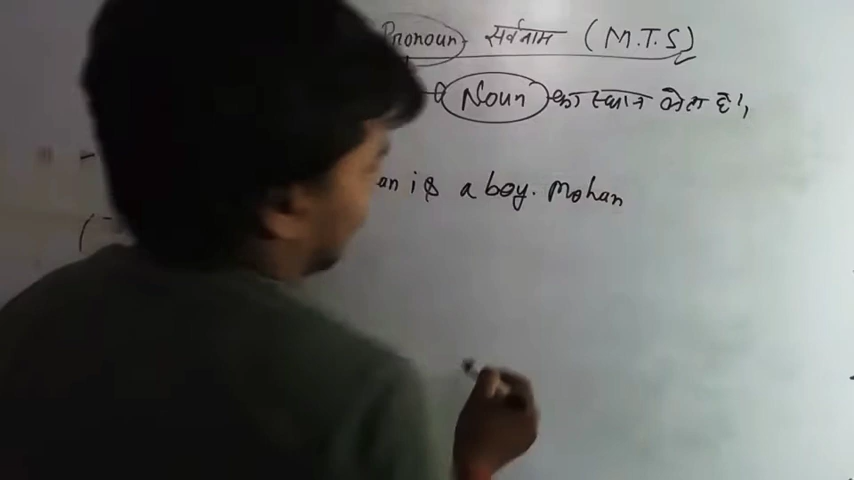 Pronoun सर्वनाम (M.T.S)
Noun का स्थान लेता है,
an is a boy. Mohan